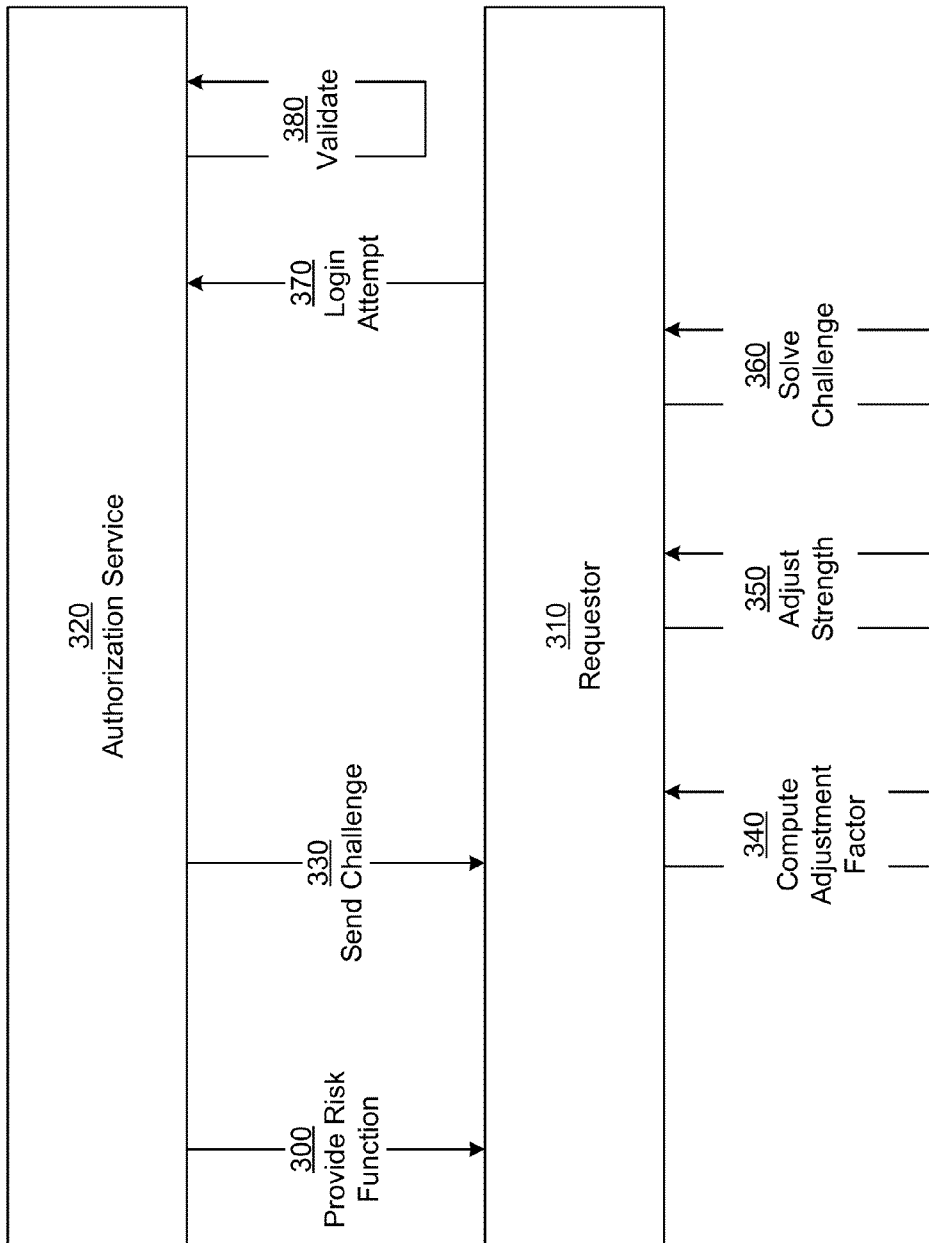 320
Authorization Service
300
Provide Risk
Function
330
Send Challenge
370
Login
Attempt
380
Validate
310
Requestor
340
Compute
Adjustment
Factor
350
Adjust
Strength
360
Solve
Challenge